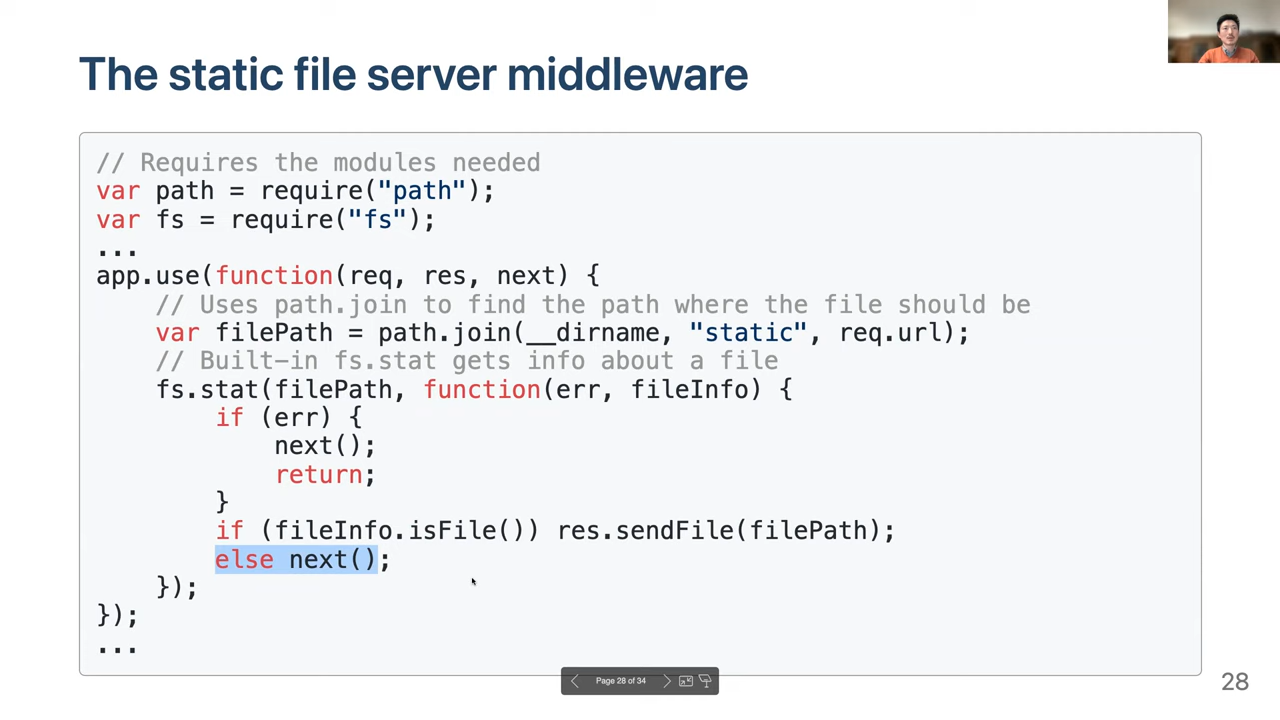 The static file server middleware
// Requires the modules needed
var path = require("path");
var fs = require("fs");
...
app.use(function(req, res, next) {
    // Uses path.join to find the path where the file should be
    var filePath = path.join(__dirname, "static", req.url);
    // Built-in fs.stat gets info about a file
    fs.stat(filePath, function(err, fileInfo) {
        if (err) {
            next();
            return;
        }
        if (fileInfo.isFile()) res.sendFile(filePath);
        else next();
    });
});
...
Page 28 of 34
28